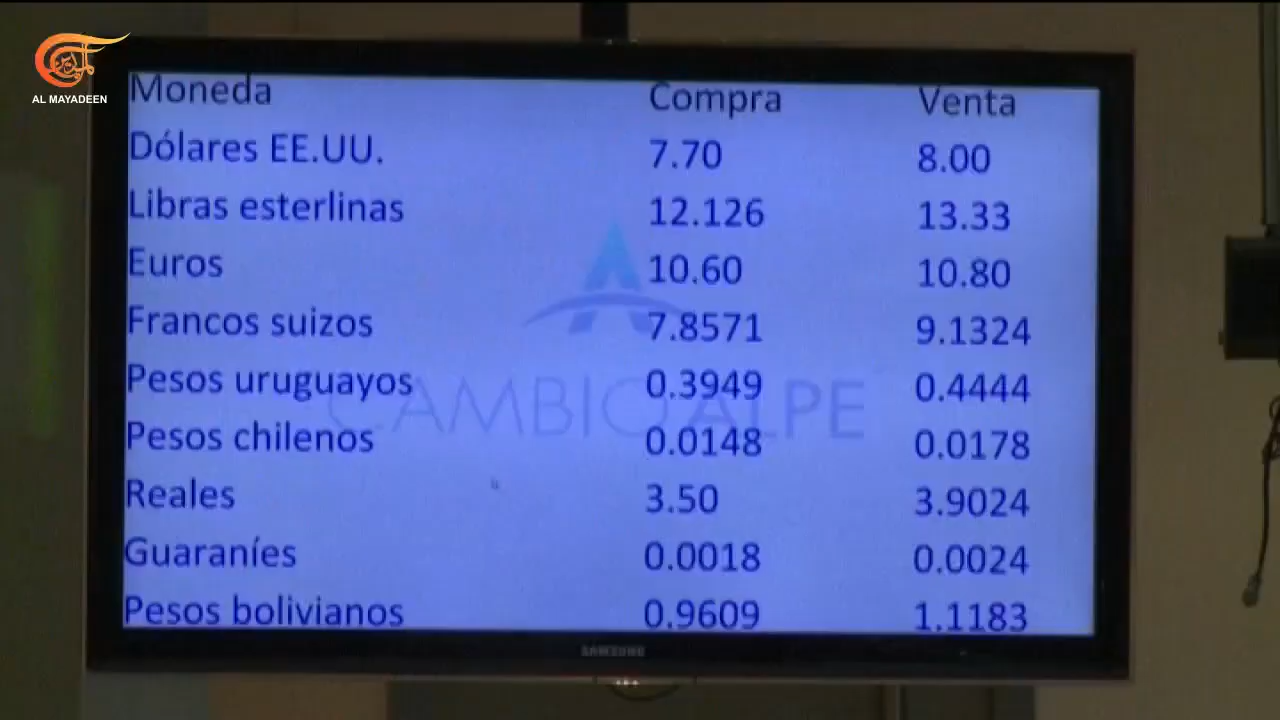 AL MAYADEEN
Moneda Compra Venta
Dólares EE.UU. 7.70 8.00
Libras esterlinas 12.126 13.33
Euros 10.60 10.80
Francos suizos 7.8571 9.1324
Pesos uruguayos 0.3949 0.4444
Pesos chilenos 0.0148 0.0178
Reales 3.50 3.9024
Guaraníes 0.0018 0.0024
Pesos bolivianos 0.9609 1.1183
CAMBIO ALPE
SAMSUNG